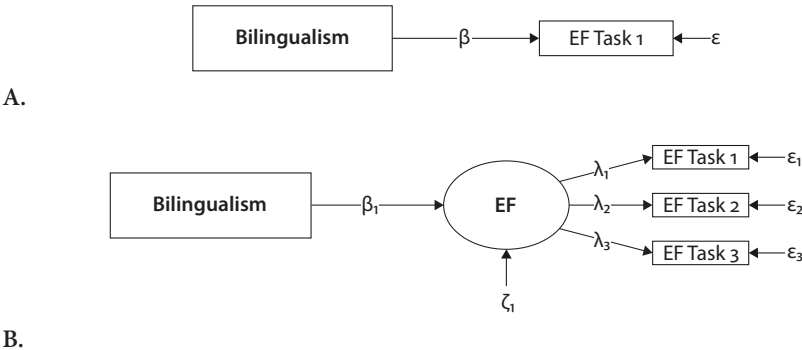 Bilingualism β EF Task 1 ε
A.
EF Task 1 ε₁
λ₁
Bilingualism β₁ EF λ₂ EF Task 2 ε₂
λ₃
EF Task 3 ε₃
ζ₁
B.